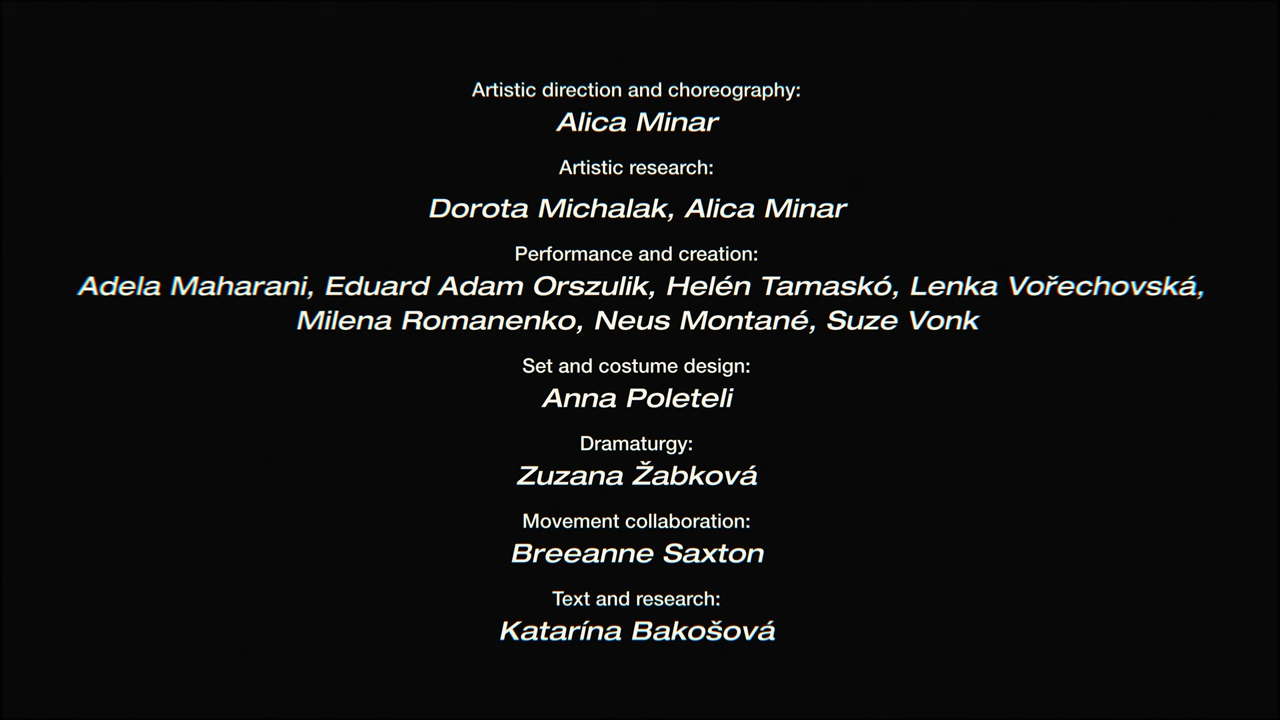 Artistic direction and choreography:
Alica Minar
Artistic research:
Dorota Michalak, Alica Minar
Performance and creation:
Adela Maharani, Eduard Adam Orszulik, Helén Tamaskó, Lenka Vořechovská,
Milena Romanenko, Neus Montané, Suze Vonk
Set and costume design:
Anna Poleteli
Dramaturgy:
Zuzana Žabková
Movement collaboration:
Breeanne Saxton
Text and research:
Katarína Bakošová